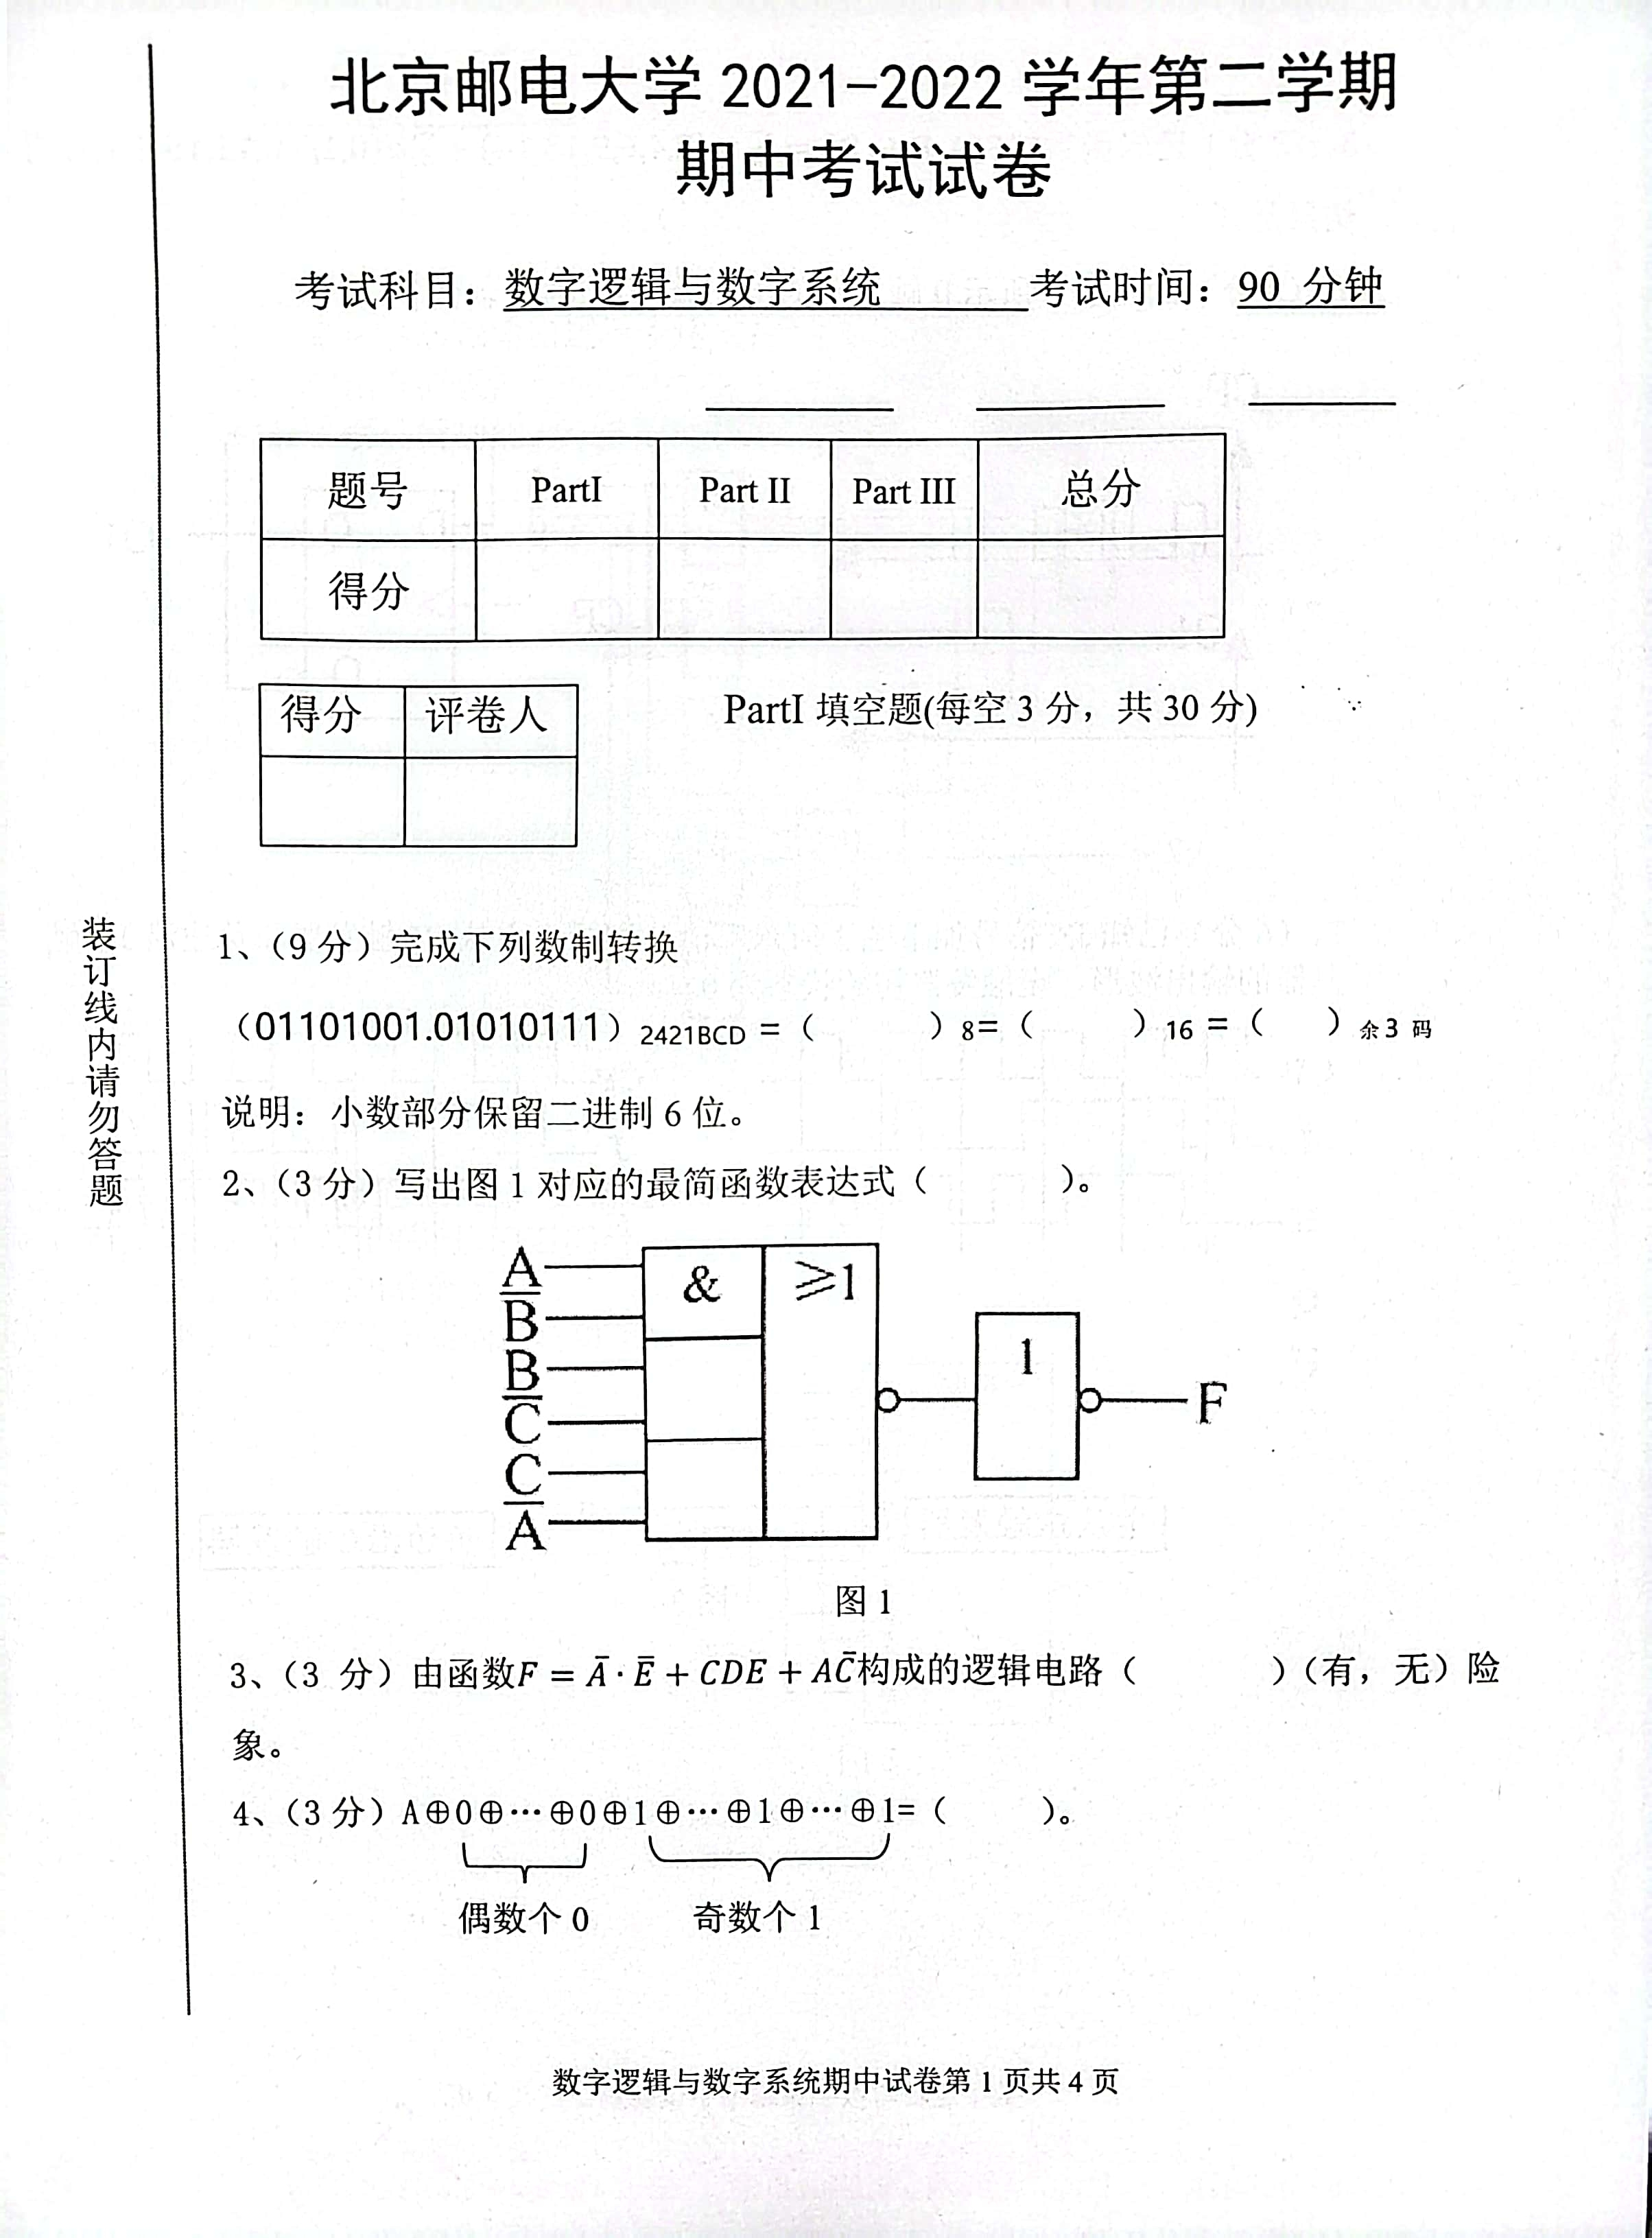 北京邮电大学 2021-2022 学年第二学期
期中考试试卷
考试科目：数字逻辑与数字系统 考试时间：90 分钟
题号 PartI Part II Part III 总分
得分
得分 评卷人
PartI 填空题(每空 3 分，共 30 分)
装订线内请勿答题
1、（9 分）完成下列数制转换
（01101001.01010111）2421BCD =（ ）8=（ ）16 =（ ）余3 码
说明：小数部分保留二进制 6 位。
2、（3 分）写出图 1 对应的最简函数表达式（ ）。
A
B̅
B
C̅
C
A̅
& ≥1
1
F
图 1
3、（3 分）由函数F = Ā · Ē + CDE + AC̄构成的逻辑电路（ ）（有，无）险
象。
4、（3 分）A⊕0⊕…⊕0⊕1⊕…⊕1⊕…⊕1=（ ）。
偶数个 0 奇数个 1
数字逻辑与数字系统期中试卷第 1 页共 4 页